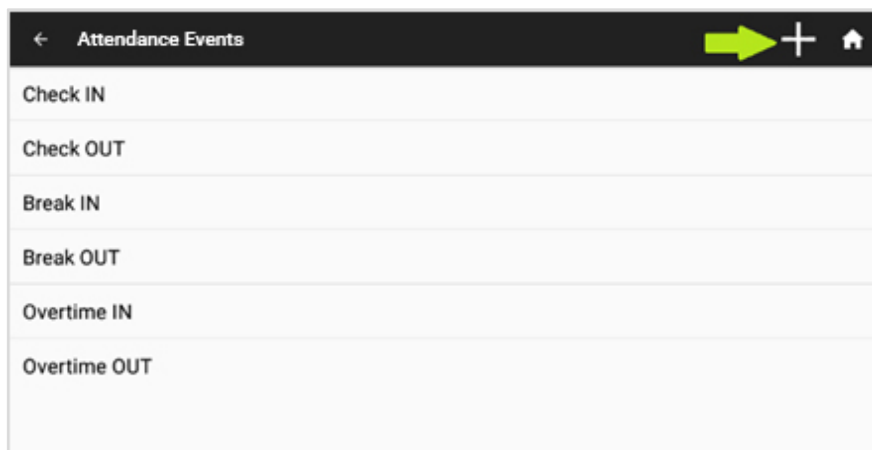 Attendance Events
Check IN
Check OUT
Break IN
Break OUT
Overtime IN
Overtime OUT